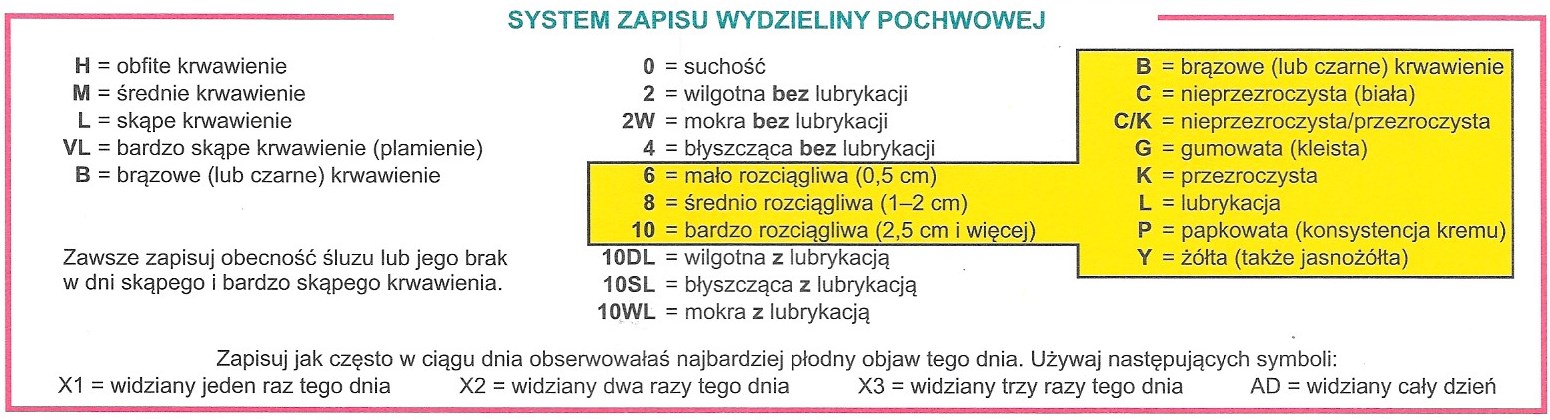 SYSTEM ZAPISU WYDZIELINY POCHWOWEJ
H = obfite krwawienie
M = średnie krwawienie
L = skąpe krwawienie
VL = bardzo skąpe krwawienie (plamienie)
B = brązowe (lub czarne) krwawienie
Zawsze zapisuj obecność śluzu lub jego brak
w dni skąpego i bardzo skąpego krwawienia.
0 = suchość
2 = wilgotna bez lubrykacji
2W = mokra bez lubrykacji
4 = błyszcząca bez lubrykacji
6 = mało rozciągliwa (0,5 cm)
8 = średnio rozciągliwa (1–2 cm)
10 = bardzo rozciągliwa (2,5 cm i więcej)
10DL = wilgotna z lubrykacją
10SL = błyszcząca z lubrykacją
10WL = mokra z lubrykacją
B = brązowe (lub czarne) krwawienie
C = nieprzezroczysta (biała)
C/K = nieprzezroczysta/przezroczysta
G = gumowata (kleista)
K = przezroczysta
L = lubrykacja
P = papkowata (konsystencja kremu)
Y = żółta (także jasnożółta)
Zapisuj jak często w ciągu dnia obserwowałaś najbardziej płodny objaw tego dnia. Używaj następujących symboli:
X1 = widziany jeden raz tego dnia X2 = widziany dwa razy tego dnia X3 = widziany trzy razy tego dnia AD = widziany cały dzień